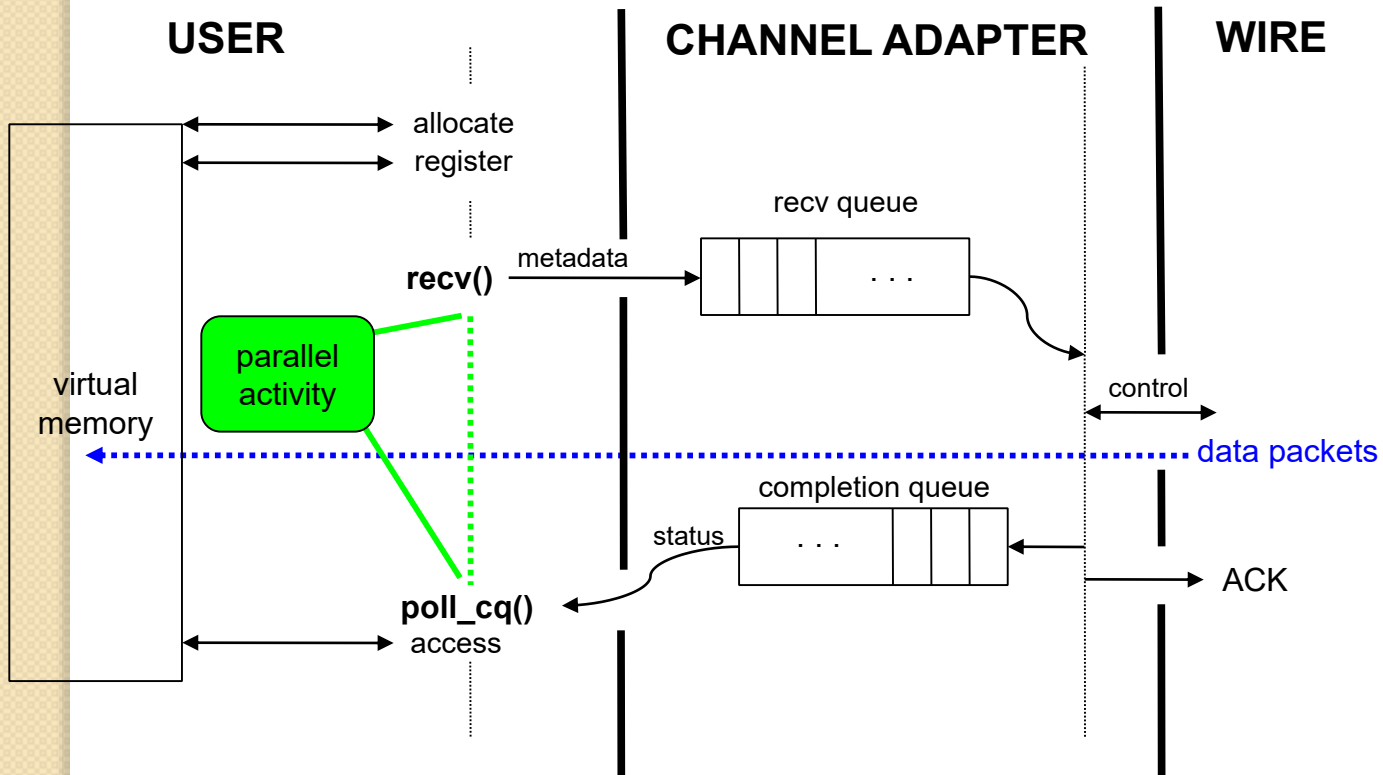 USER
CHANNEL ADAPTER
WIRE
allocate
register
recv queue
metadata
recv()
. . .
parallel
activity
virtual
memory
control
data packets
completion queue
status
. . .
ACK
poll_cq()
access